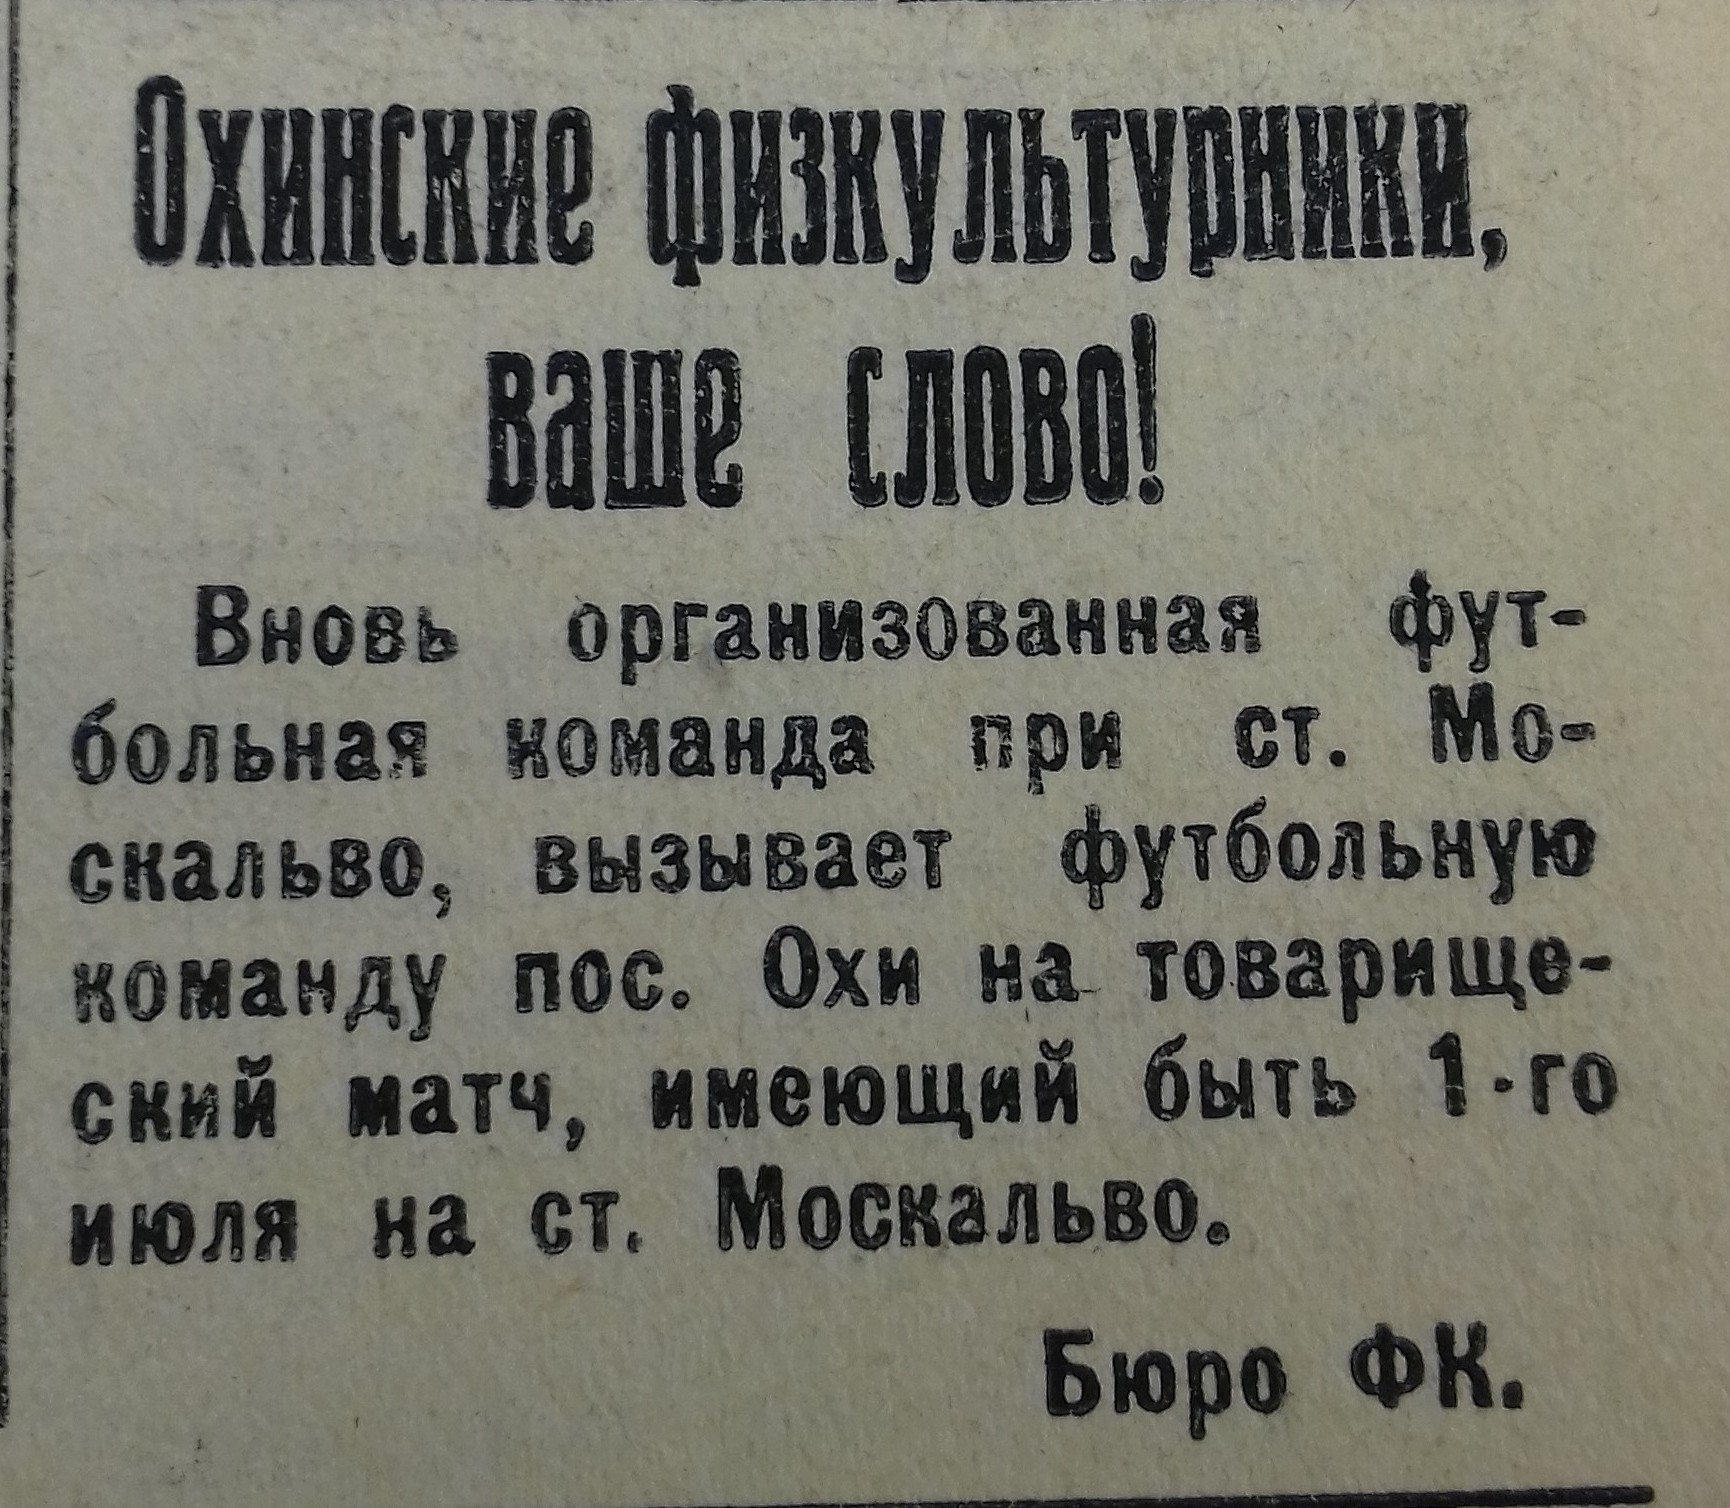 Охинские физкультурники,
ваше слово!
Вновь организованная фут-
больная команда при ст. Мо-
скальво, вызывает футбольную
команду пос. Охи на товарище-
ский матч, имеющий быть 1-го
июля на ст. Москальво.
Бюро ФК.